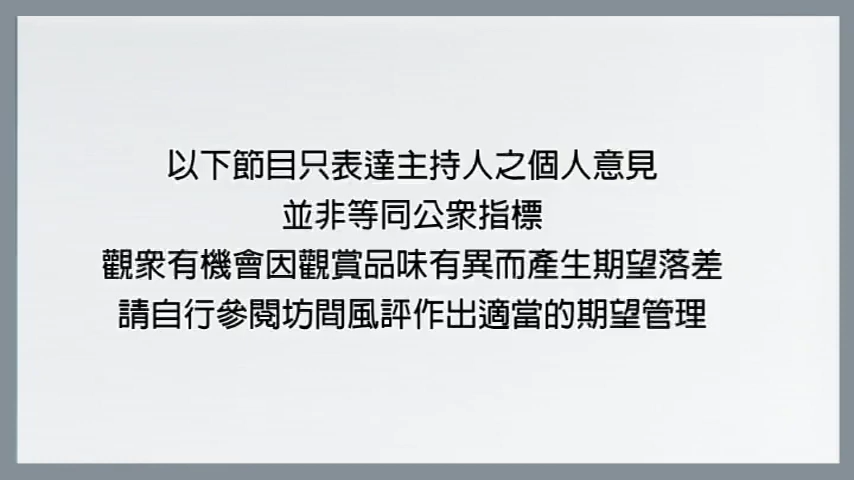 以下節目只表達主持人之個人意見
並非等同公眾指標
觀眾有機會因觀賞品味有異而產生期望落差
請自行參閱坊間風評作出適當的期望管理